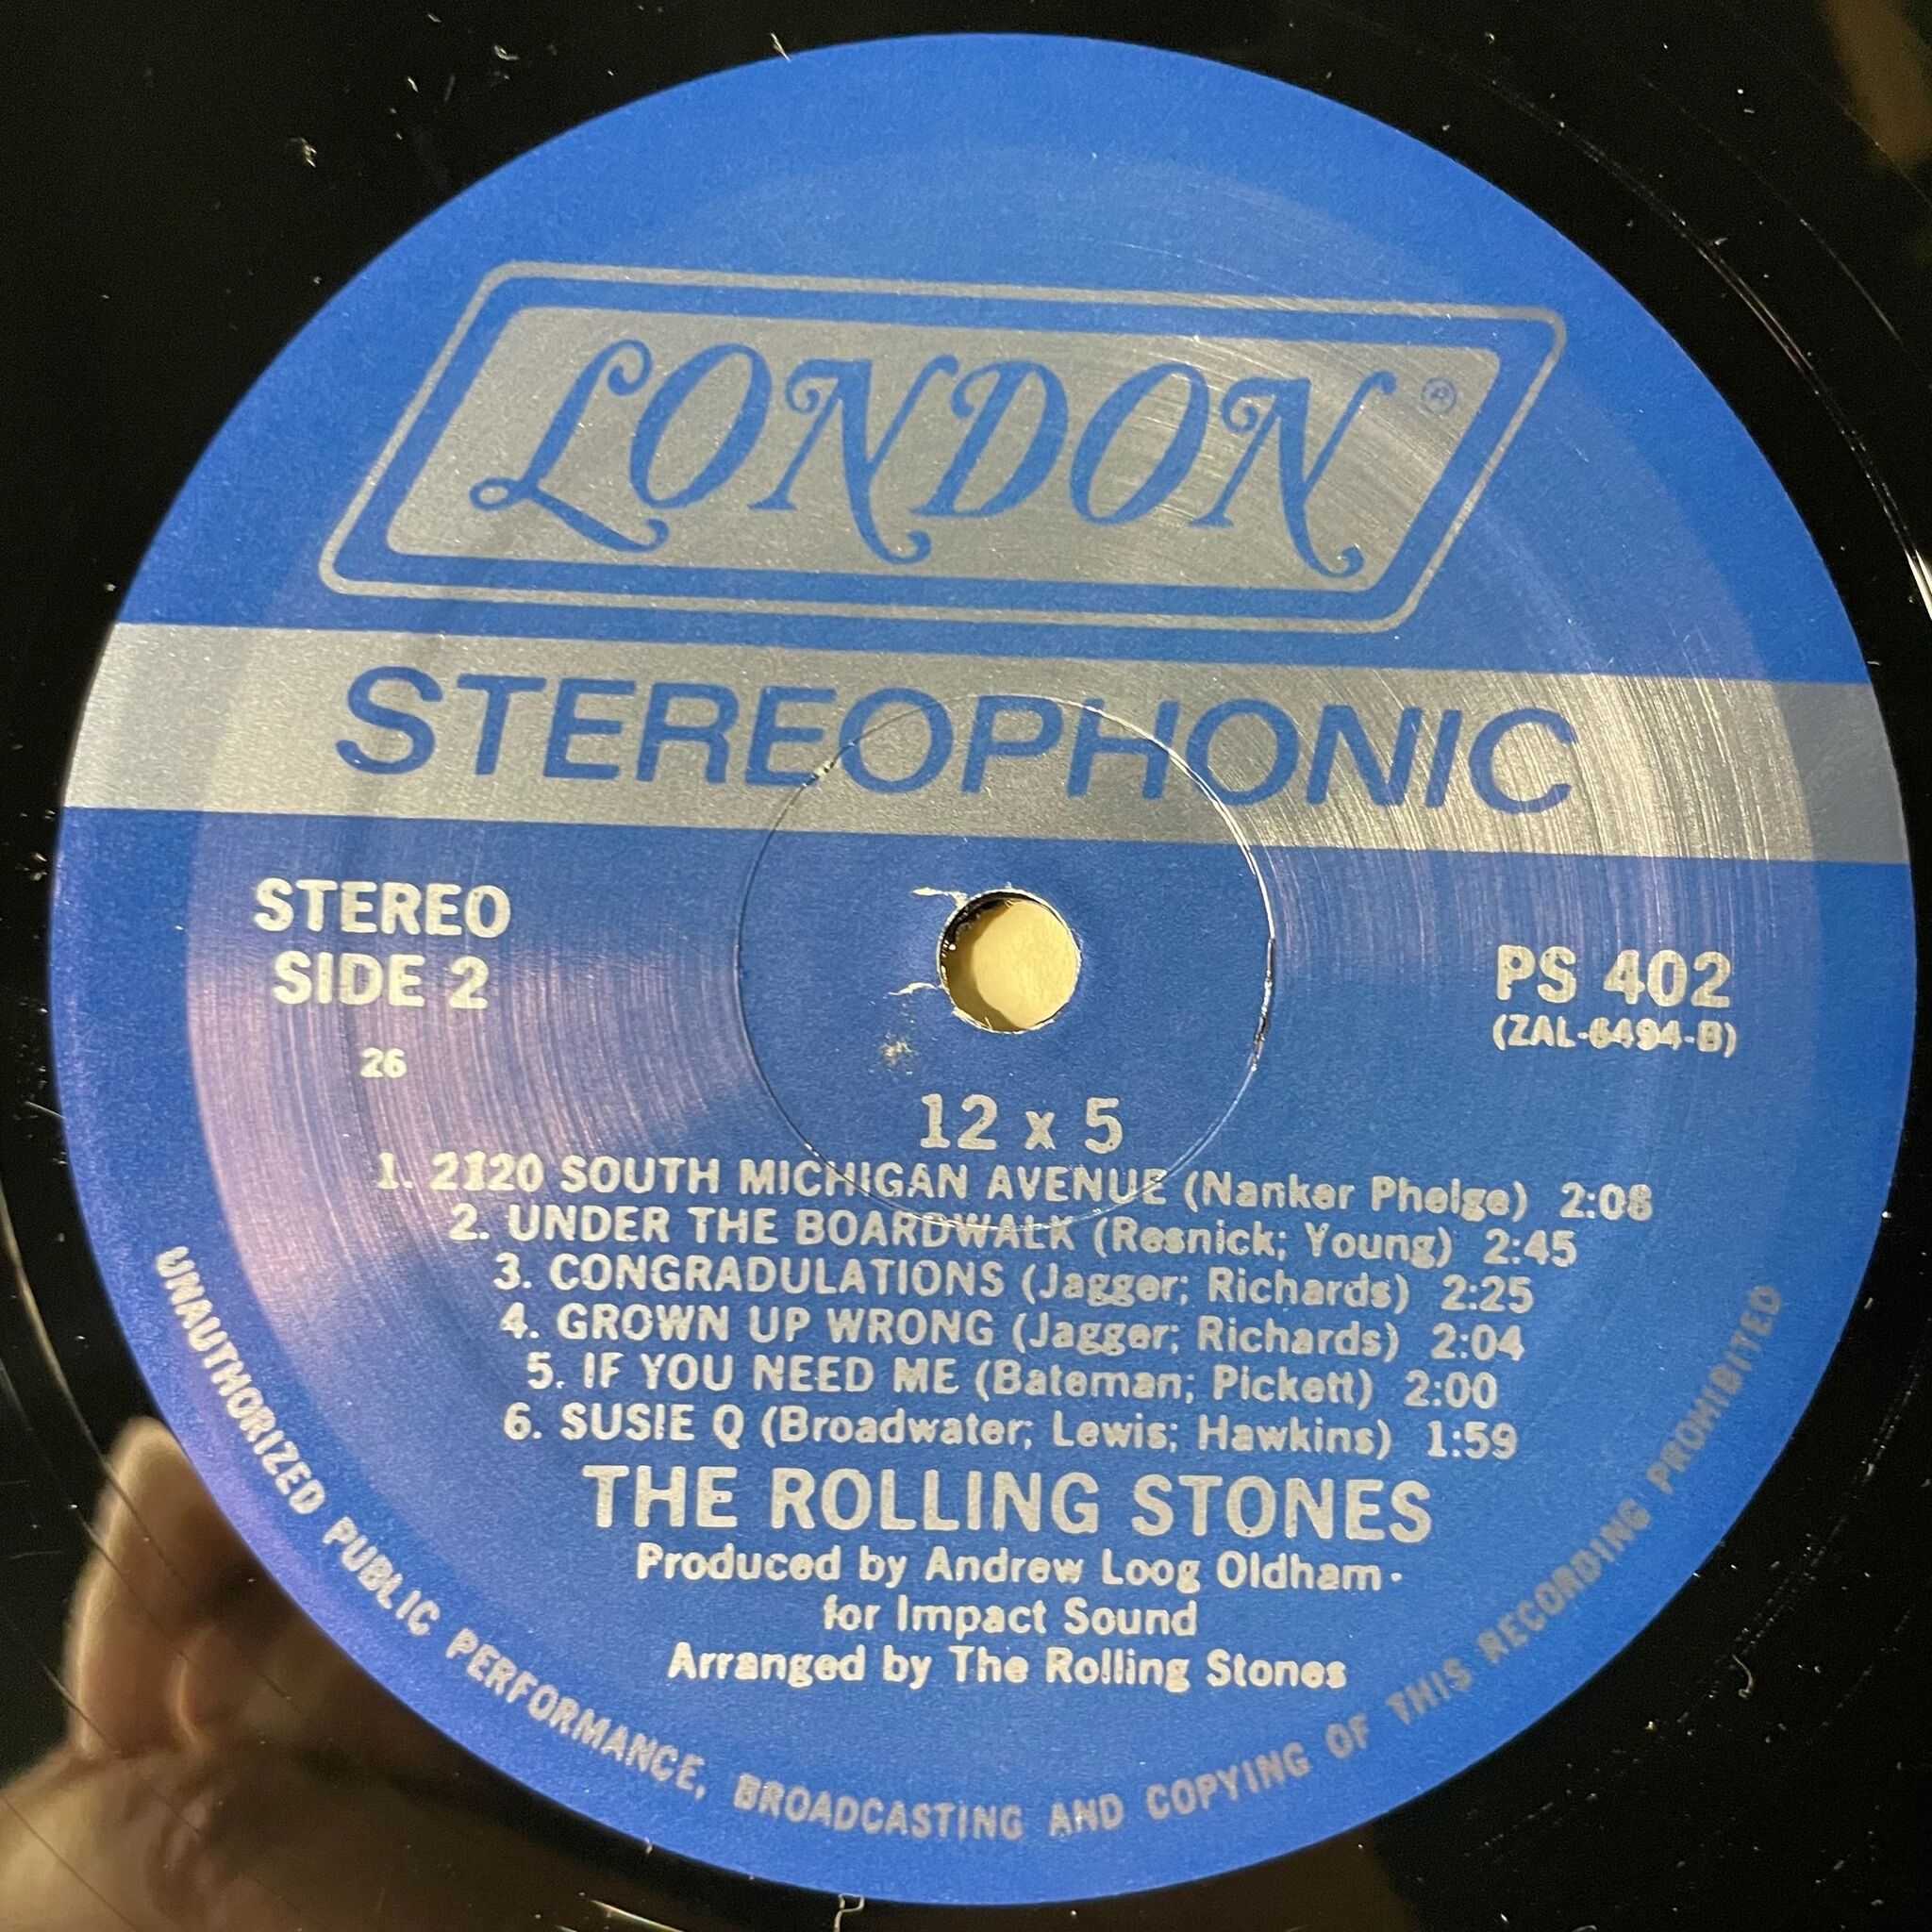 LONDON ®
STEREOPHONIC
STEREO
SIDE 2
26
PS 402
(ZAL-6494-B)
12 x 5
1. 2120 SOUTH MICHIGAN AVENUE (Nanker Phelge) 2:08
2. UNDER THE BOARDWALK (Resnick; Young) 2:45
3. CONGRADULATIONS (Jagger; Richards) 2:25
4. GROWN UP WRONG (Jagger; Richards) 2:04
5. IF YOU NEED ME (Bateman; Pickett) 2:00
6. SUSIE Q (Broadwater; Lewis; Hawkins) 1:59
THE ROLLING STONES
Produced by Andrew Loog Oldham·
for Impact Sound
Arranged by The Rolling Stones
UNAUTHORIZED PUBLIC PERFORMANCE, BROADCASTING AND COPYING OF THIS RECORDING PROHIBITED